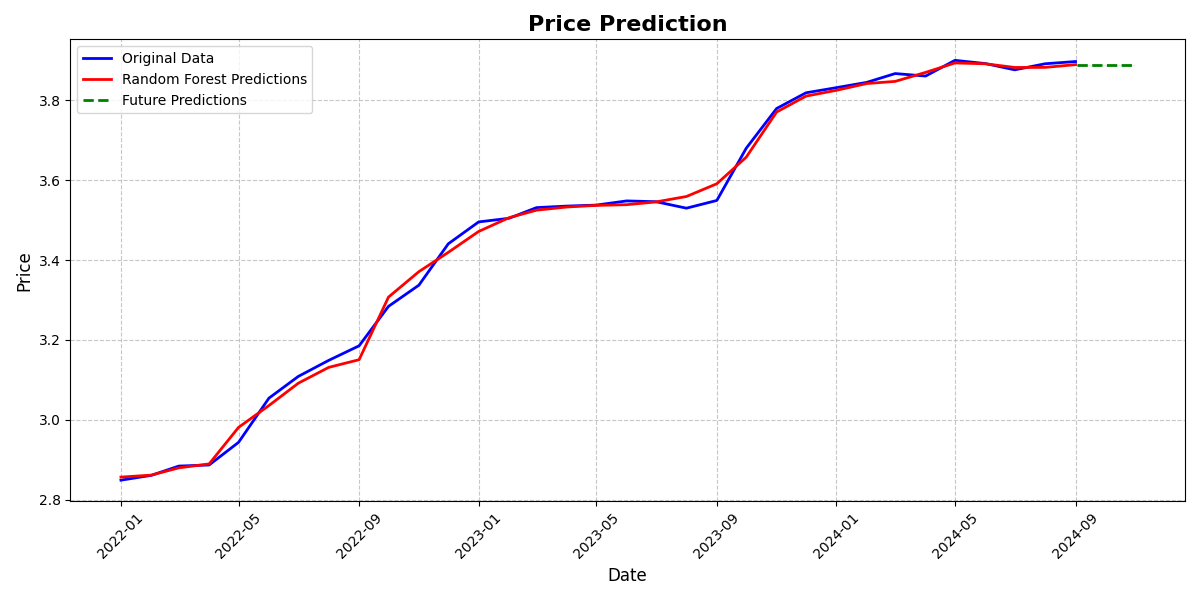 Price Prediction
Original Data
Random Forest Predictions
Future Predictions
Price
3.8
3.6
3.4
3.2
3.0
2.8
2022-01
2022-05
2022-09
2023-01
2023-05
2023-09
2024-01
2024-05
2024-09
Date